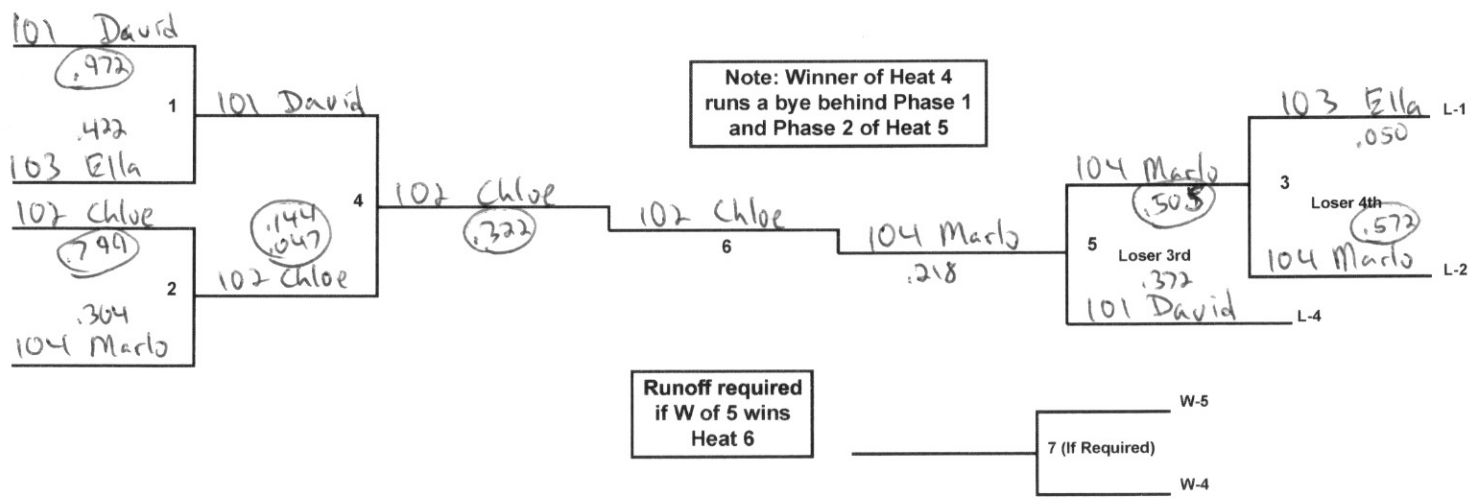 101 David
.972
1
.422
103 Ella
102 Chloe
.799
2
.304
104 Marlo
101 David
4
.144
.047
102 Chloe
102 Chloe
.322
Note: Winner of Heat 4
runs a bye behind Phase 1
and Phase 2 of Heat 5
102 Chloe
6
104 Marlo
.218
104 Marlo
.505
5
Loser 3rd
.372
101 David
L-4
103 Ella
L-1
.050
3
Loser 4th
.572
104 Marlo
L-2
Runoff required
if W of 5 wins
Heat 6
W-5
7 (If Required)
W-4